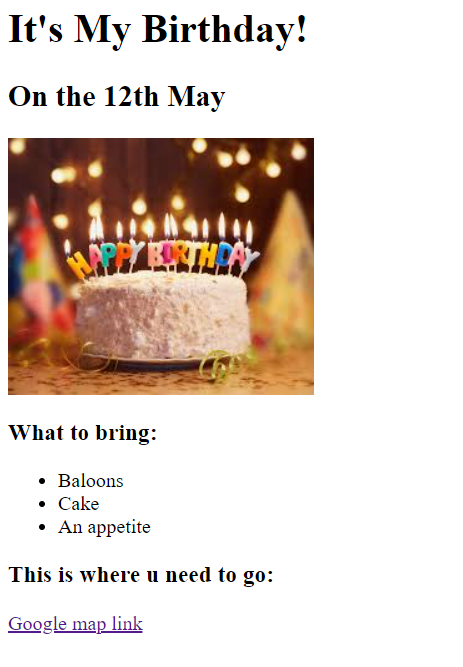 It's My Birthday!
On the 12th May
HAPPY BIRTHDAY
What to bring:
Baloons
Cake
An appetite
This is where u need to go:
Google map link